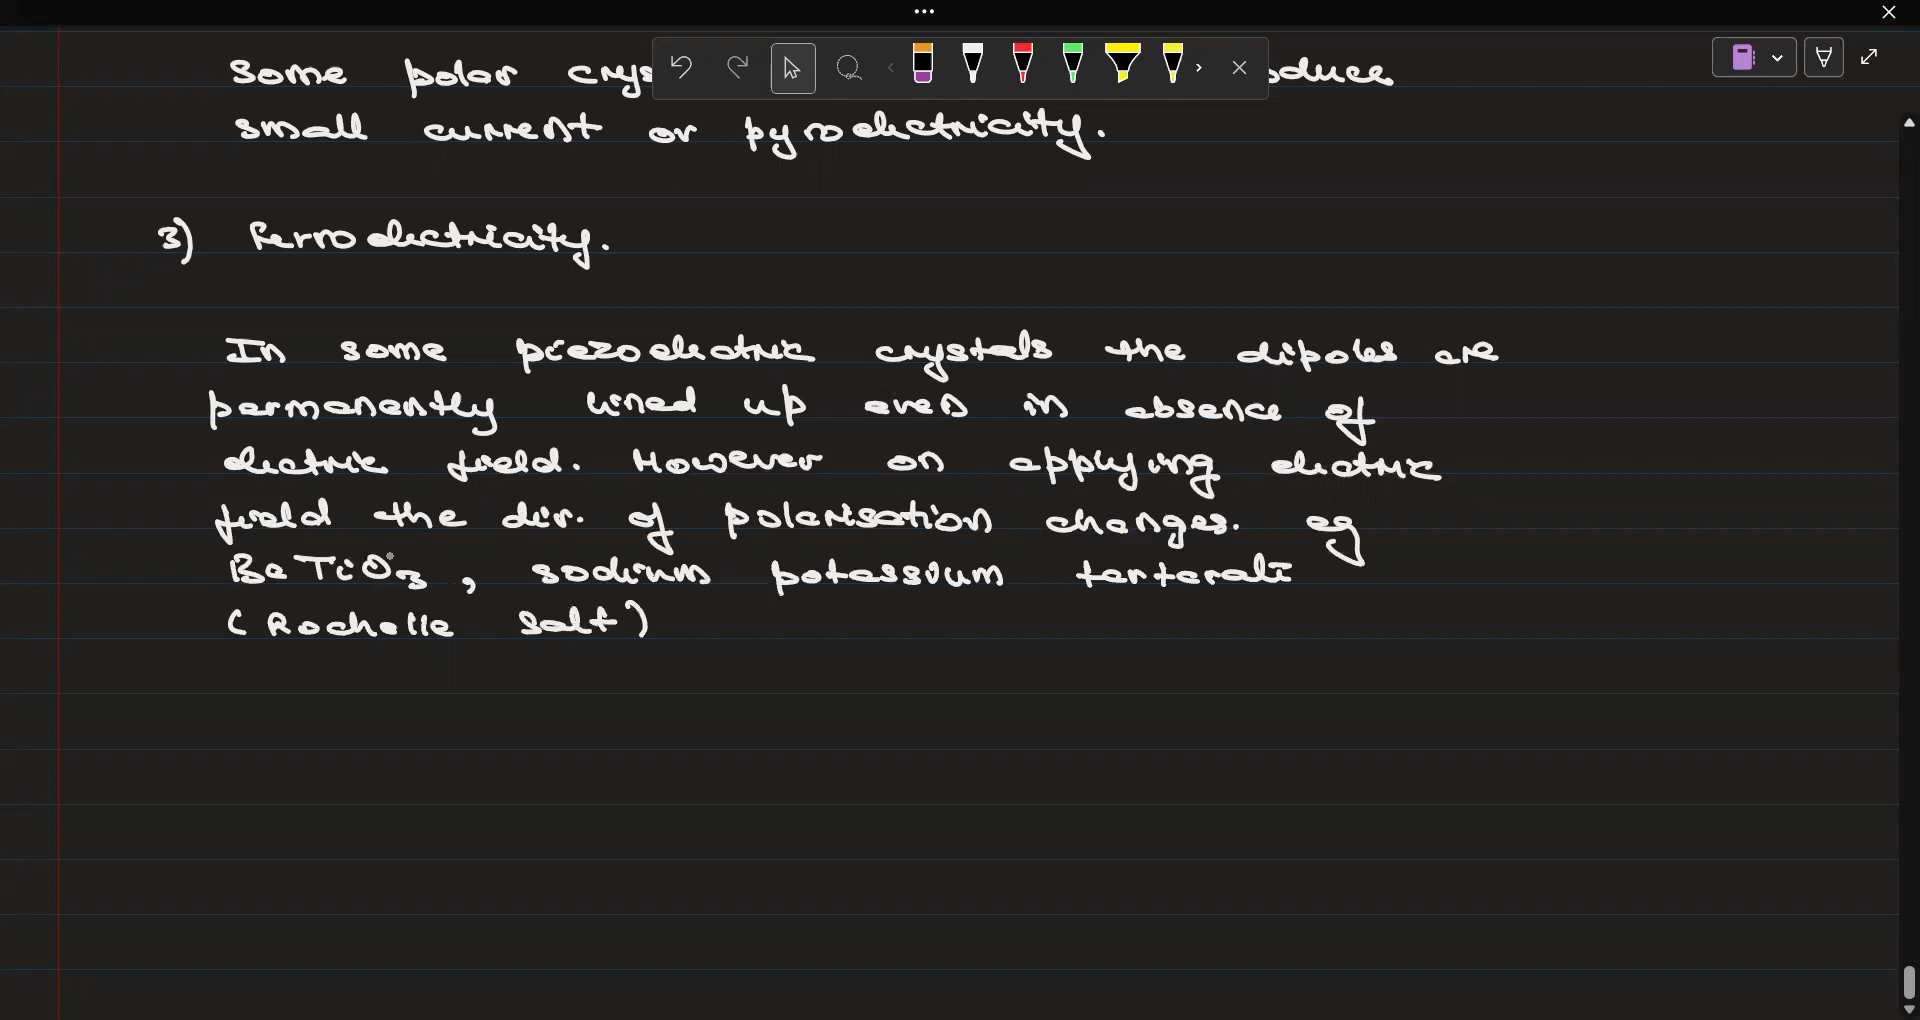 Some polar crys oduce
small current or pyroelectricity.
3) Ferroelectricity.
In some piezoelectric crystals the dipoles are
permanently lined up even in absence of
electric field. However on applying electric
field the dir. of polarisation changes. eg
BaTiO3, sodium potassium tartarate
(Rochelle salt)